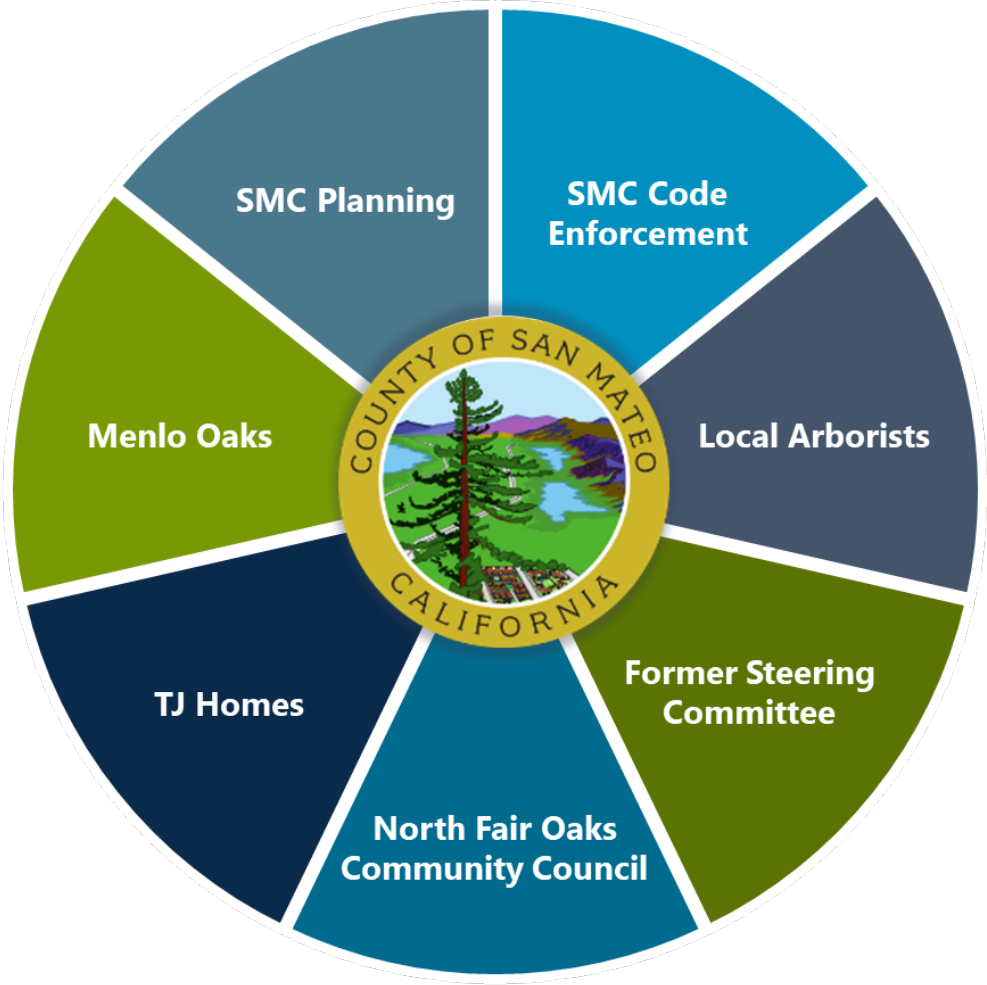 SMC Planning
SMC Code
Enforcement
Local Arborists
Former Steering
Committee
North Fair Oaks
Community Council
TJ Homes
Menlo Oaks
COUNTY OF SAN MATEO
CALIFORNIA